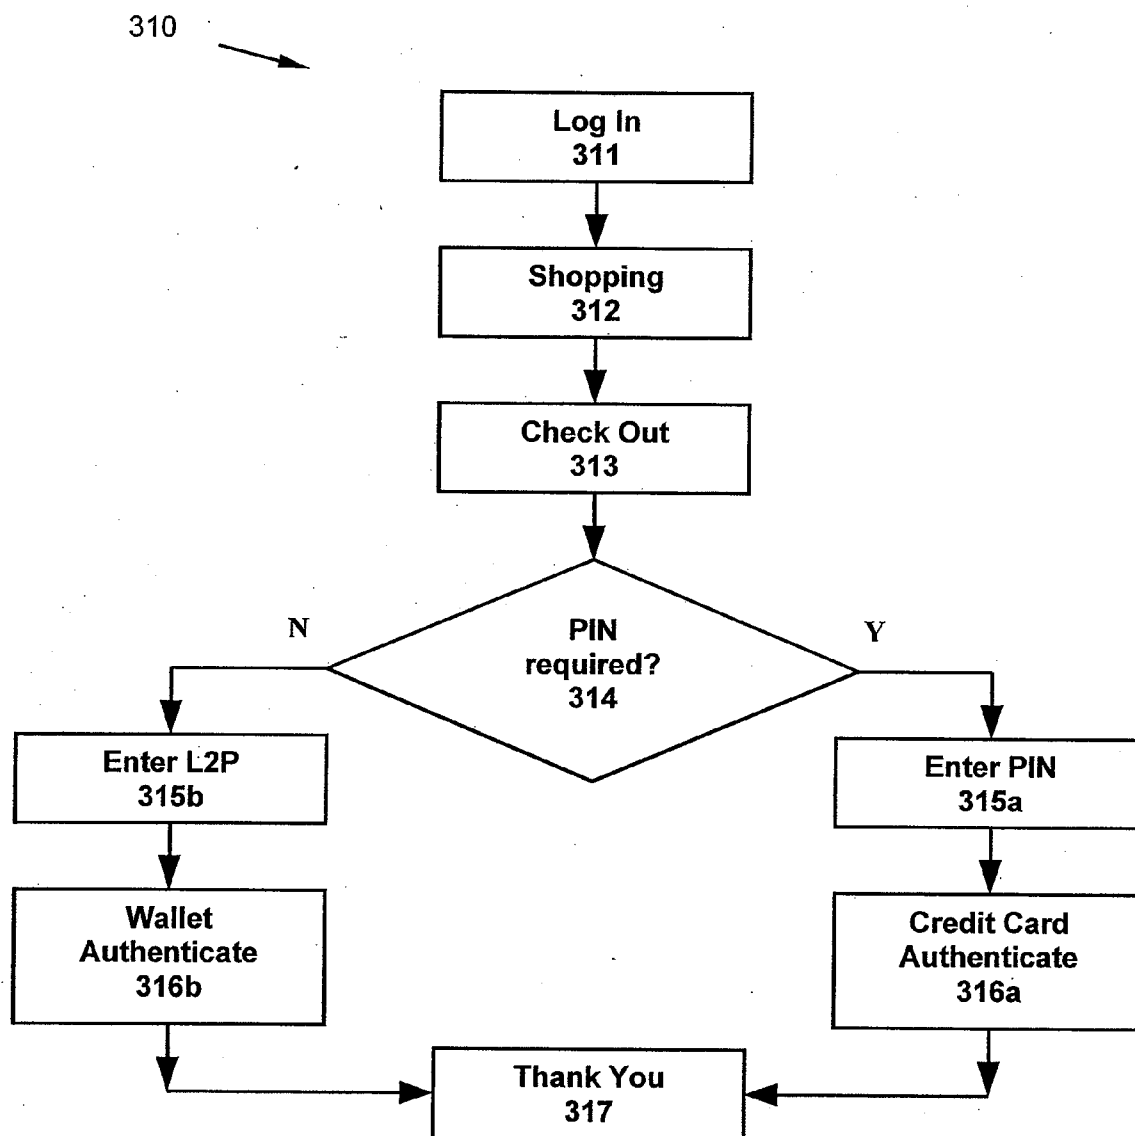 310
Log In
311
Shopping
312
Check Out
313
N
Y
PIN
required?
314
Enter L2P
315b
Enter PIN
315a
Wallet
Authenticate
316b
Credit Card
Authenticate
316a
Thank You
317